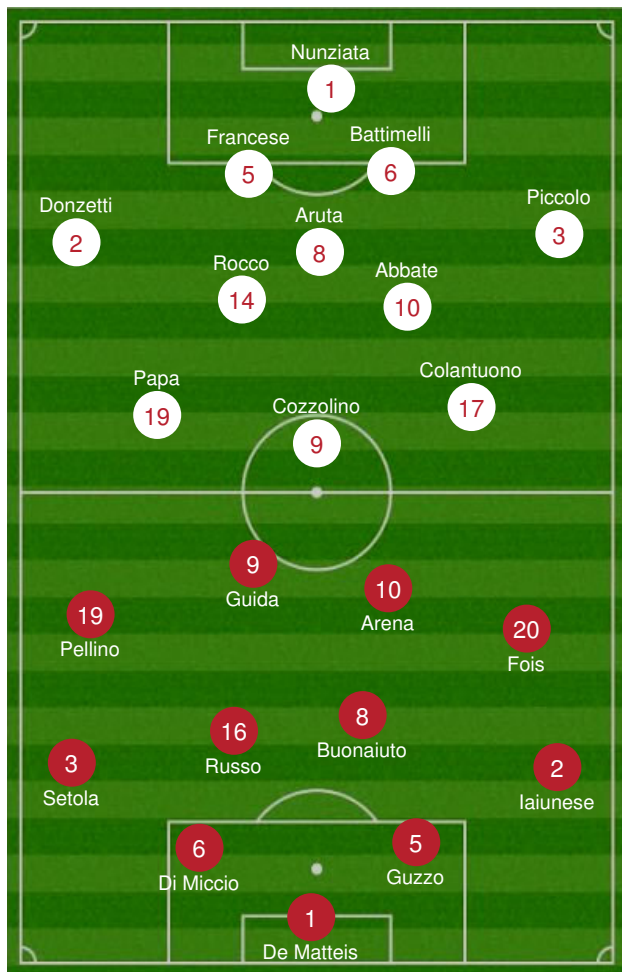 Nunziata
1
Francese
5
Battimelli
6
Donzetti
2
Piccolo
3
Aruta
8
Rocco
14
Abbate
10
Papa
19
Colantuono
17
Cozzolino
9
9
Guida
10
Arena
19
Pellino
20
Fois
8
Buonaiuto
16
Russo
3
Setola
2
Iaiunese
6
Di Miccio
5
Guzzo
1
De Matteis